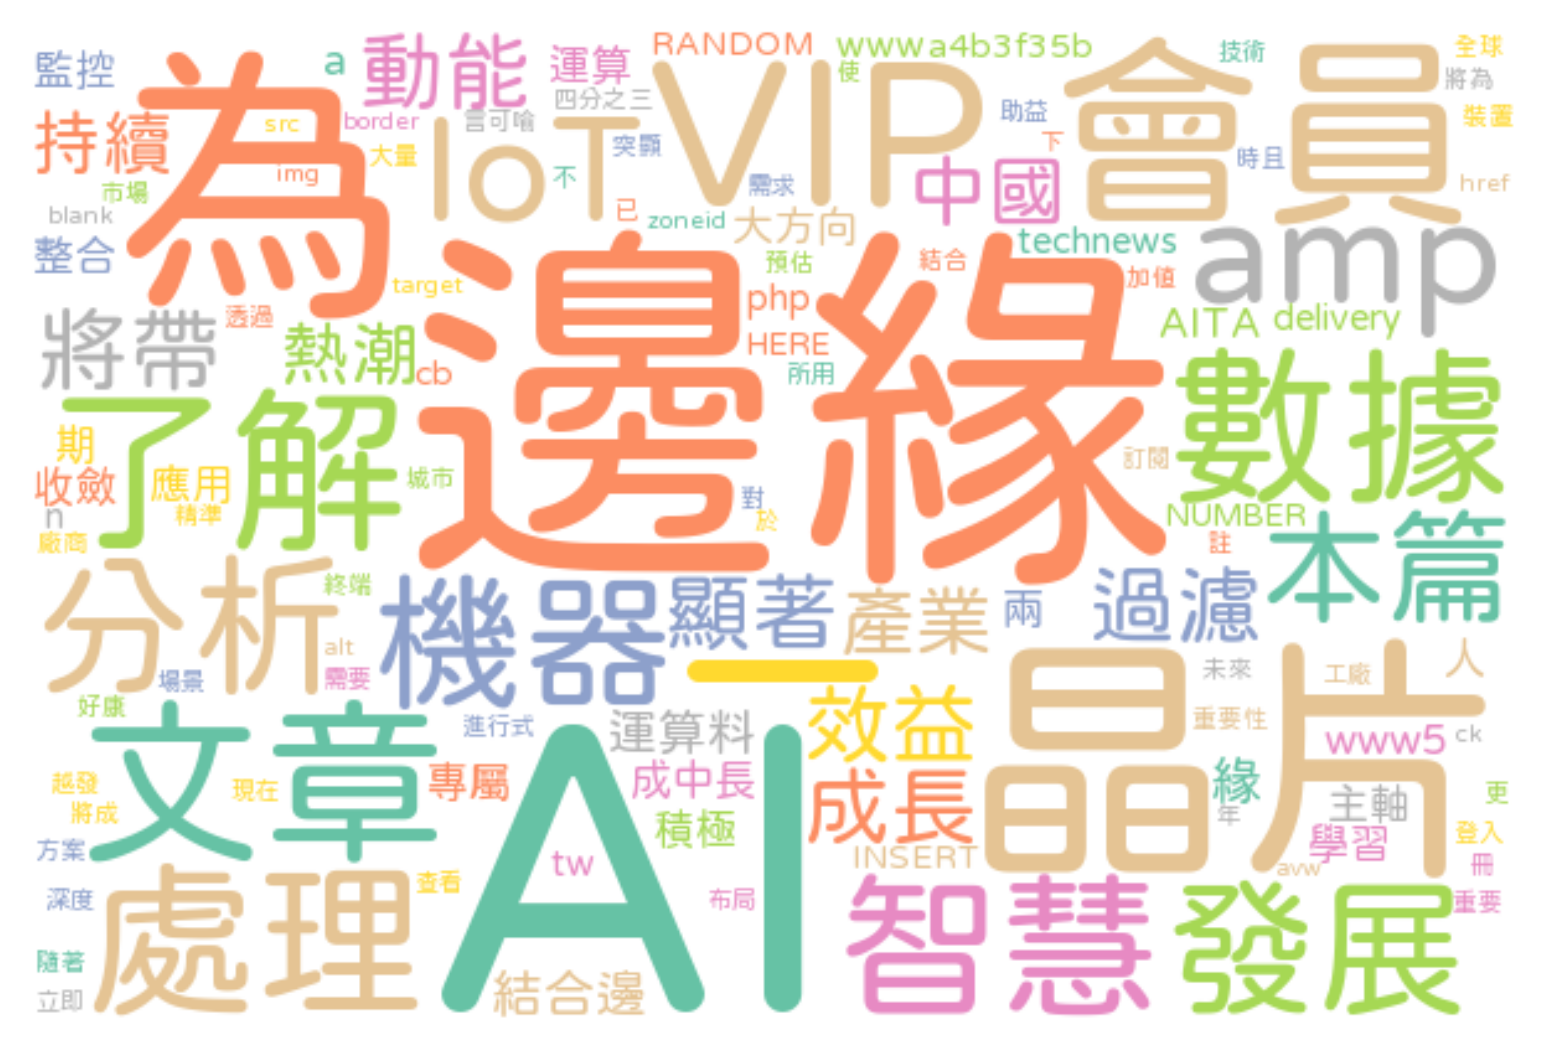 監控
a
動能
運算
RANDOM
www
a4b3f35b
技術
全球
四分之三
使
將為
持續
為
src
border
言可喻
IoT
突顯
VIP
助益
會員
裝置
大量
img
不
需求
中國
下
時且
href
市場
blank
已
zoneid
大方向
technews
amp
整合
target
預估
結合
加值
將帶
透過
熱潮
cb
邊緣
php
HERE
所用
AITA
delivery
數據
期
了解
收斂
應用
城市
訂閱
n
精準
對
於
NUMBER
廠商
註
本篇
分析
終端
機器
顯著
產業
兩
過濾
alt
需要
場景
一
晶片
未來
工廠
人
好康
文章
進行式
運算料
效益
重要性
www5
ck
越發
現在
專屬
AI
成中長
成長
緣
年
主軸
更
將成
方案
積極
學習
登入
tw
INSERT
avw
冊
深度
處理
查看
布局
智慧
發展
重要
隨著
立即
結合邊